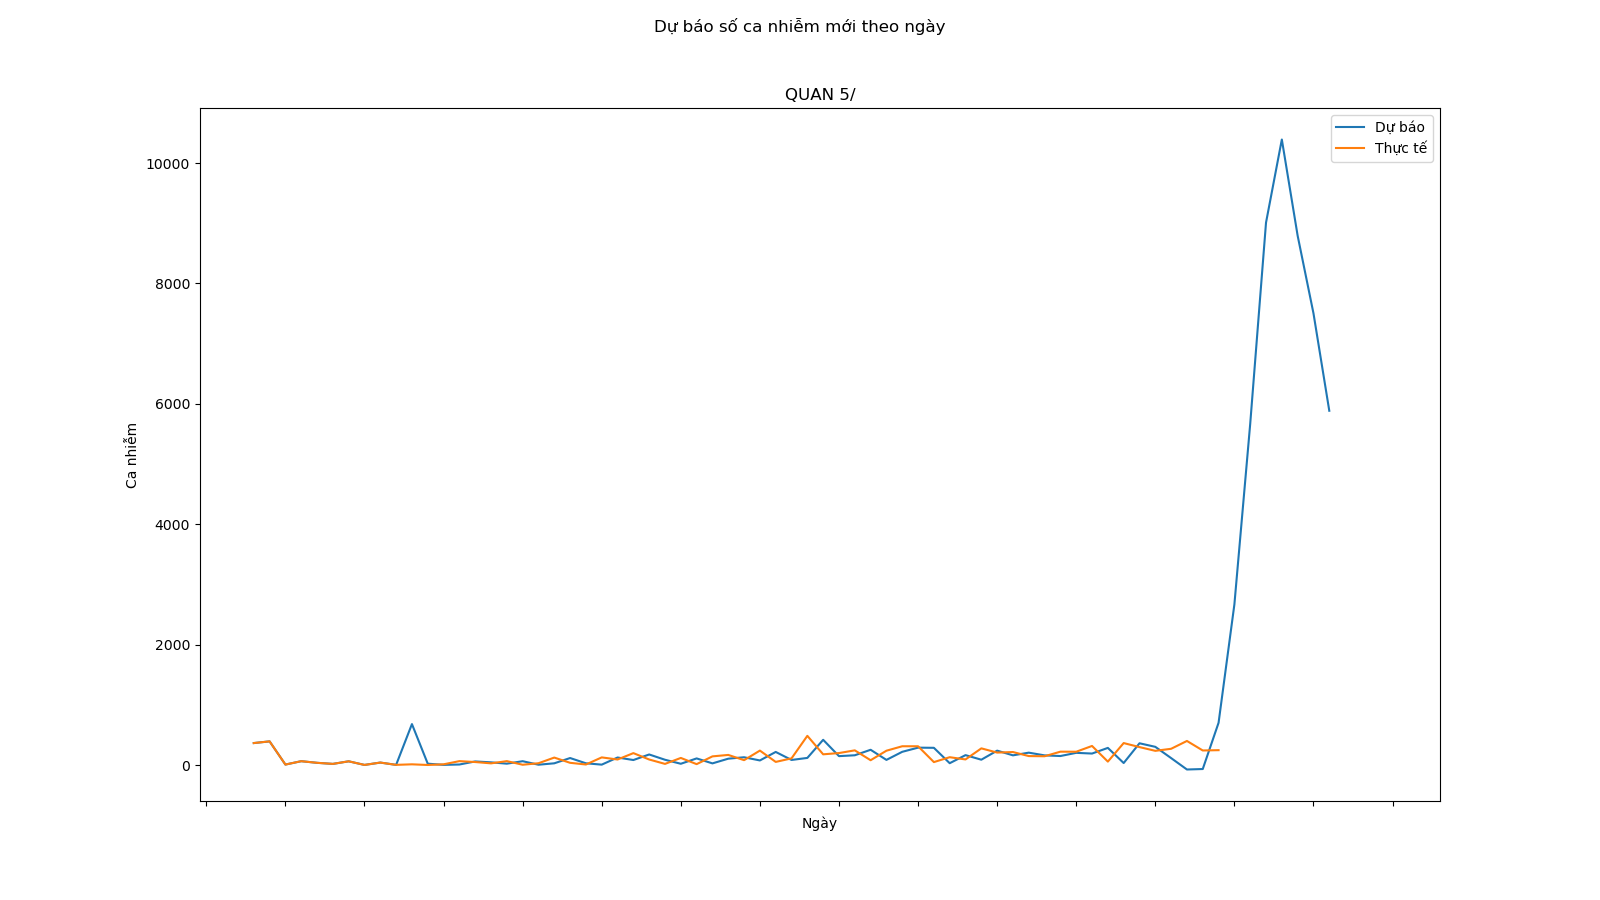 Dự báo số ca nhiễm mới theo ngày
QUAN 5/
Dự báo
Thực tế
10000
8000
6000
4000
2000
0
Ca nhiễm
Ngày